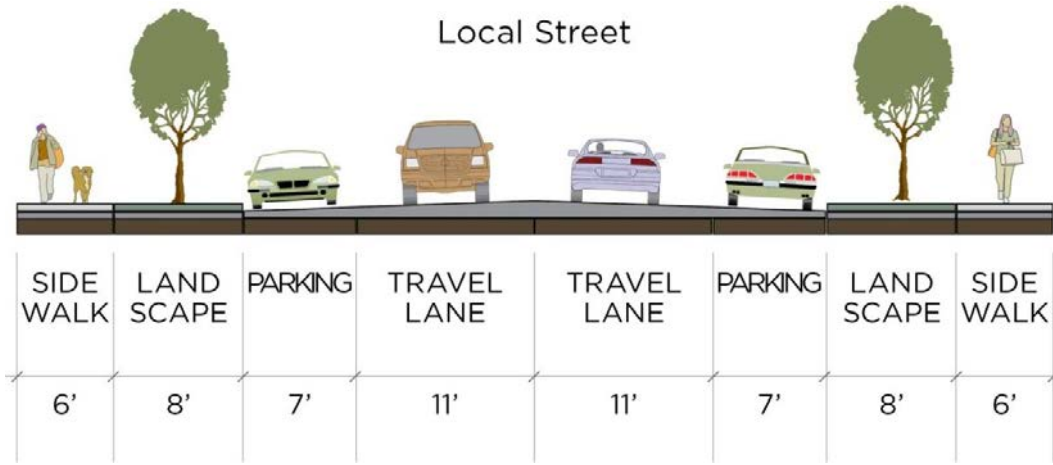 Local Street
SIDE WALK
LAND SCAPE
PARKING
TRAVEL LANE
TRAVEL LANE
PARKING
LAND SCAPE
SIDE WALK
6’ 8’ 7’ 11’ 11’ 7’ 8’ 6’